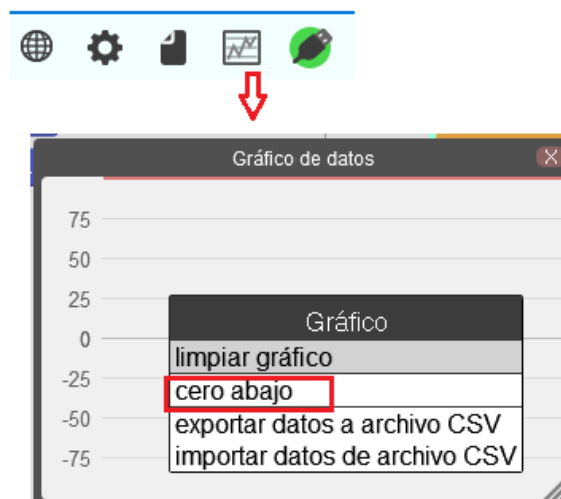 Gráfico de datos
X
75
50
25
0
-25
-50
-75
Gráfico
limpiar gráfico
cero abajo
exportar datos a archivo CSV
importar datos de archivo CSV